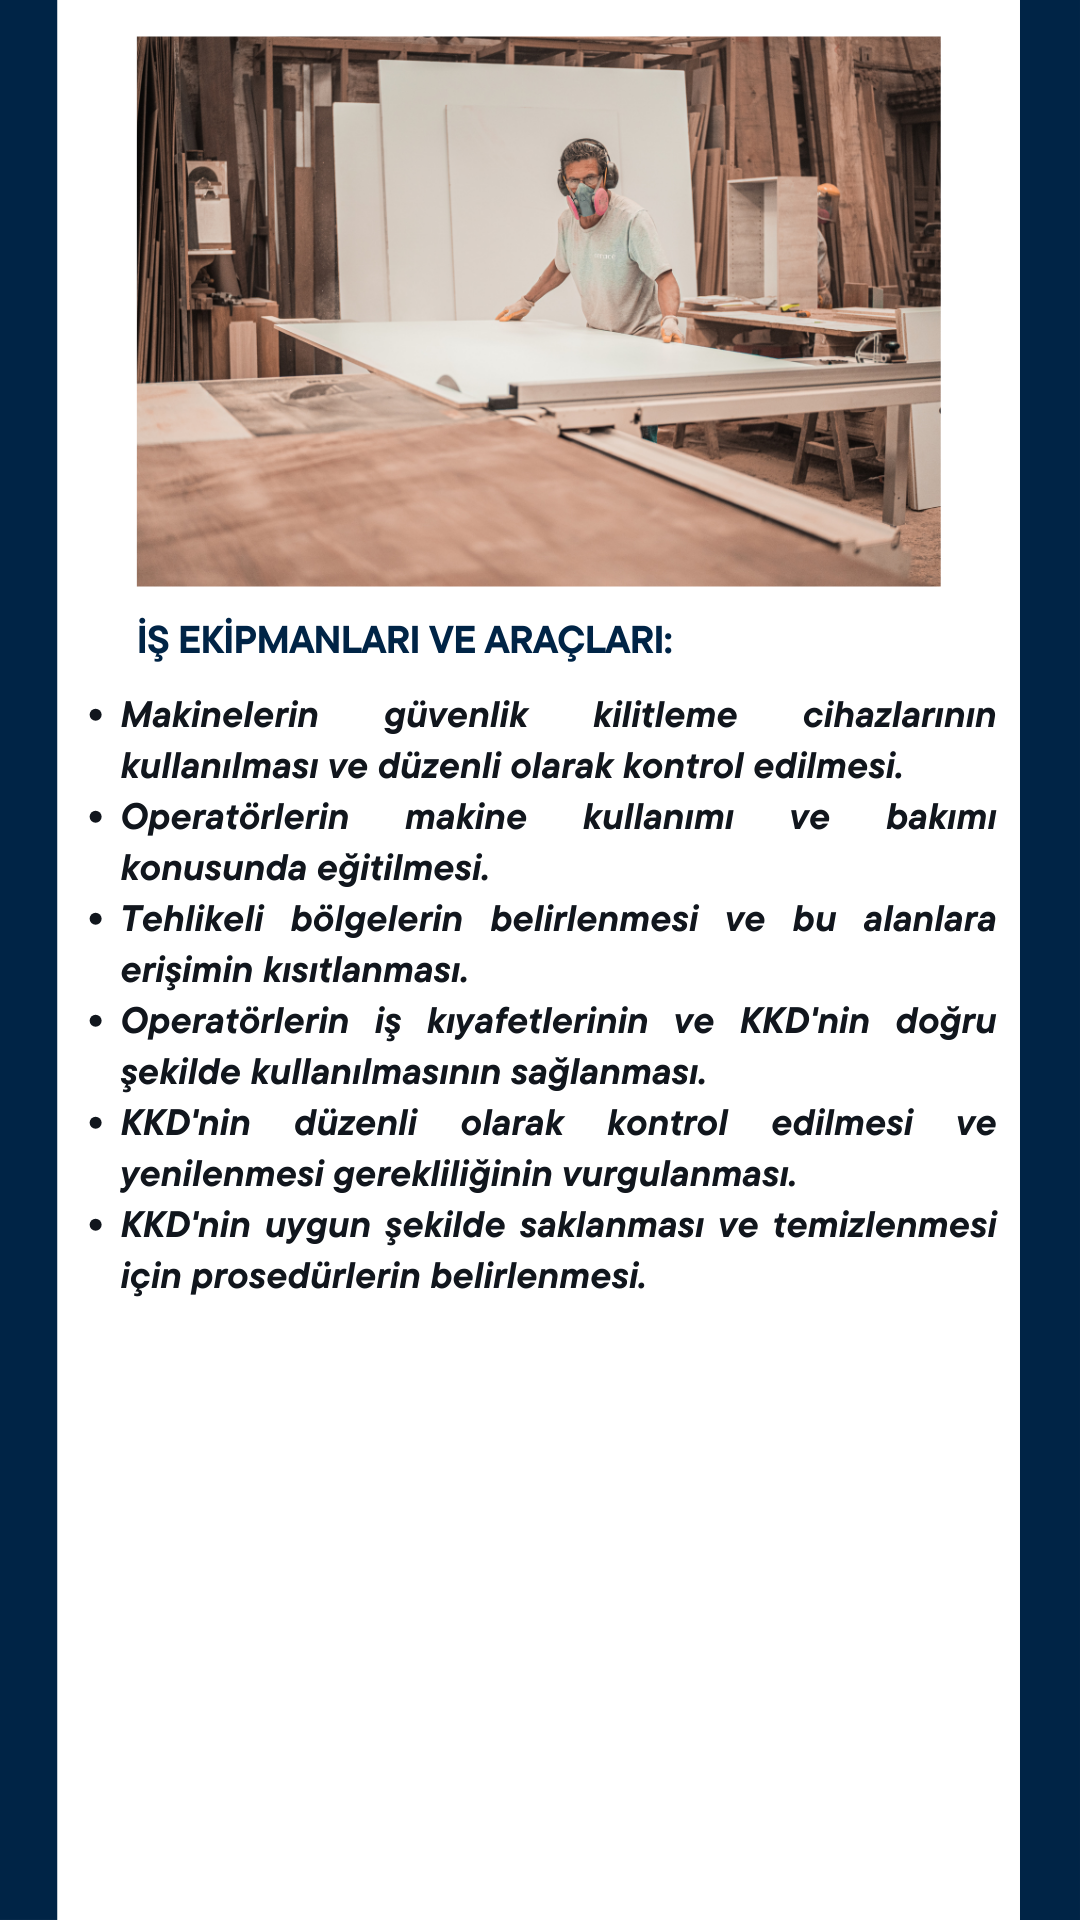 İŞ EKİPMANLARI VE ARAÇLARI:
• Makinelerin güvenlik kilitleme cihazlarının
kullanılması ve düzenli olarak kontrol edilmesi.
• Operatörlerin makine kullanımı ve bakımı
konusunda eğitilmesi.
• Tehlikeli bölgelerin belirlenmesi ve bu alanlara
erişimin kısıtlanması.
• Operatörlerin iş kıyafetlerinin ve KKD'nin doğru
şekilde kullanılmasının sağlanması.
• KKD'nin düzenli olarak kontrol edilmesi ve
yenilenmesi gerekliliğinin vurgulanması.
• KKD'nin uygun şekilde saklanması ve temizlenmesi
için prosedürlerin belirlenmesi.